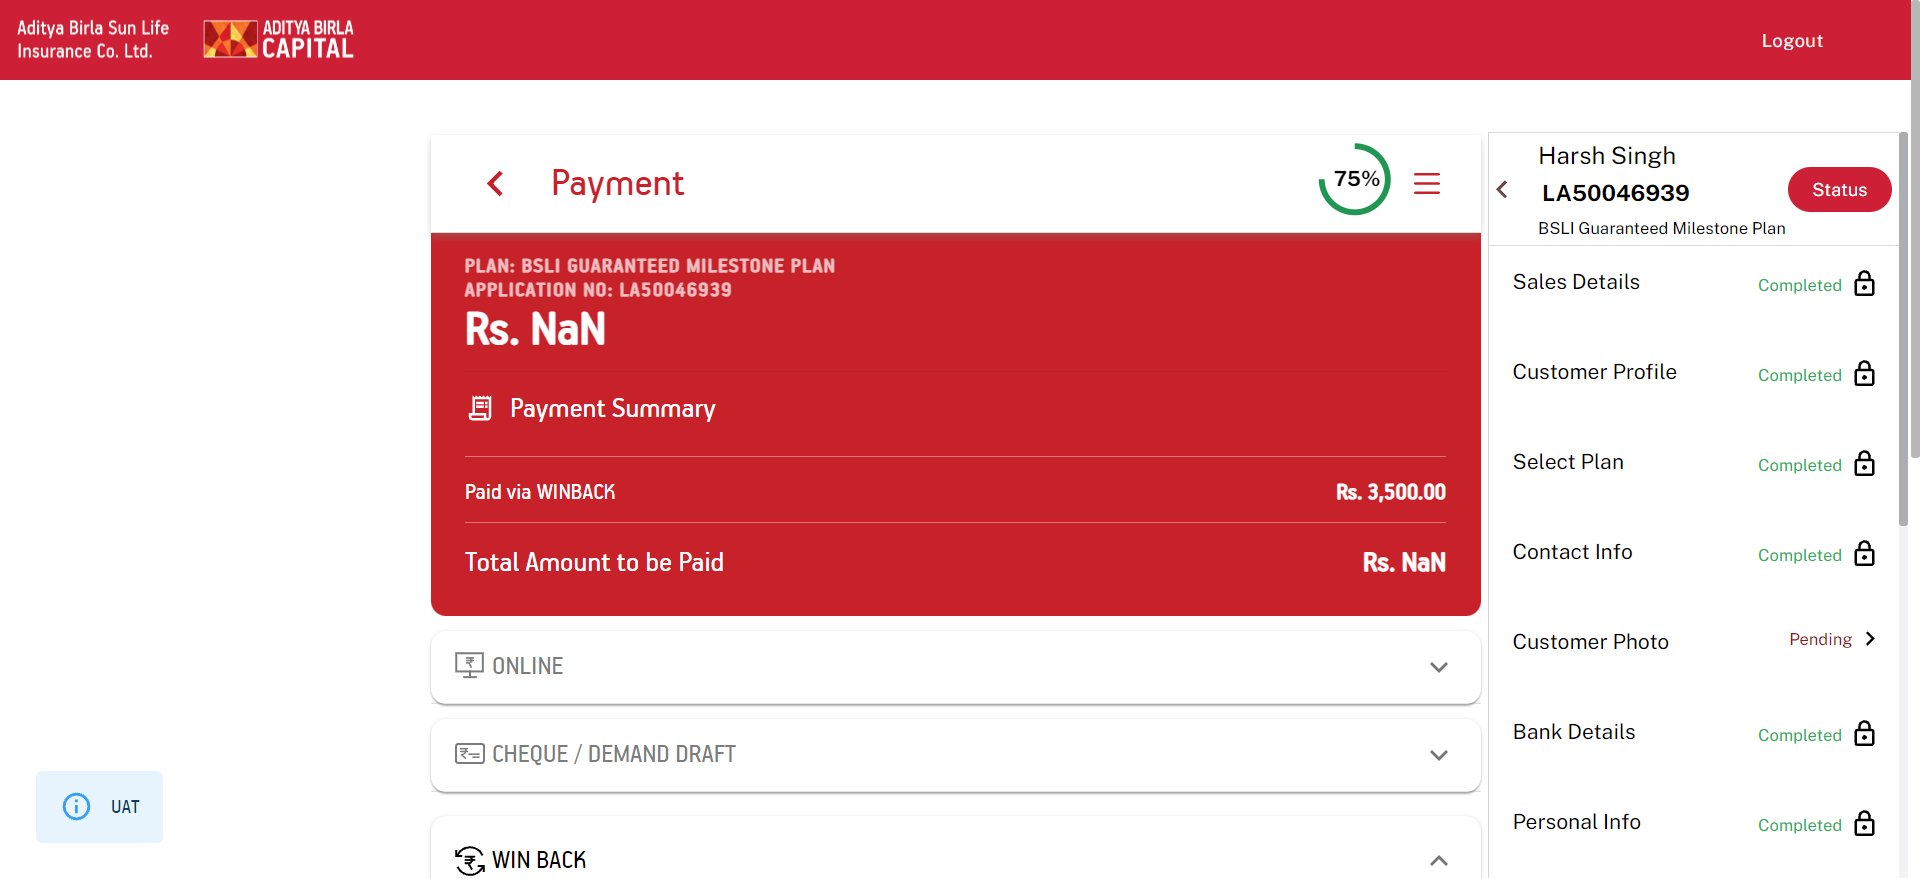 Aditya Birla Sun Life
Insurance Co. Ltd.
ADITYA BIRLA
CAPITAL
Logout
Payment
75%
PLAN: BSLI GUARANTEED MILESTONE PLAN
APPLICATION NO: LA50046939
Rs. NaN
Payment Summary
Paid via WINBACK Rs. 3,500.00
Total Amount to be Paid Rs. NaN
ONLINE
CHEQUE / DEMAND DRAFT
WIN BACK
UAT
Harsh Singh
LA50046939
Status
BSLI Guaranteed Milestone Plan
Sales Details Completed
Customer Profile Completed
Select Plan Completed
Contact Info Completed
Customer Photo Pending
Bank Details Completed
Personal Info Completed